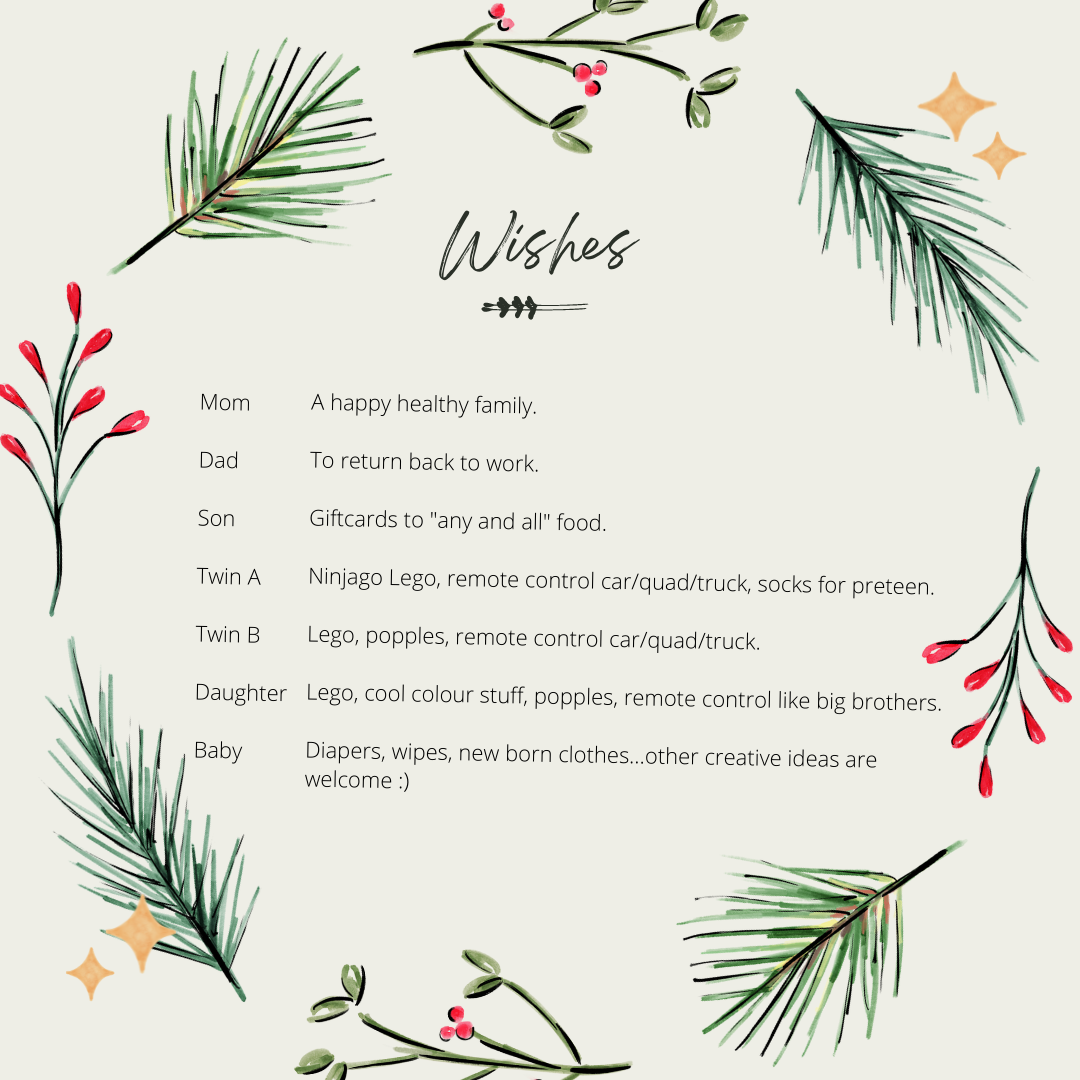 Wishes
Mom A happy healthy family.
Dad To return back to work.
Son Giftcards to "any and all" food.
Twin A Ninjago Lego, remote control car/quad/truck, socks for preteen.
Twin B Lego, popples, remote control car/quad/truck.
Daughter Lego, cool colour stuff, popples, remote control like big brothers.
Baby Diapers, wipes, new born clothes...other creative ideas are
welcome :)